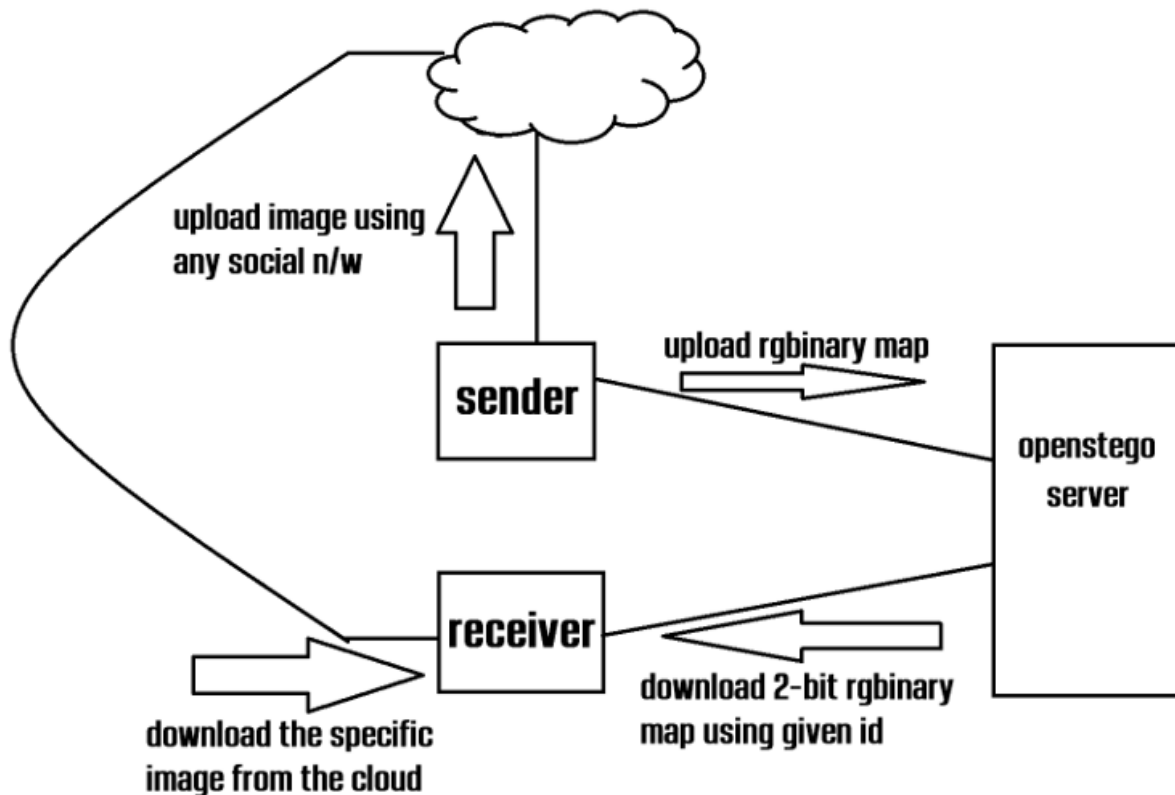 upload image using
any social n/w
upload rgbinary map
sender
openstego
server
receiver
download 2-bit rgbinary
map using given id
download the specific
image from the cloud